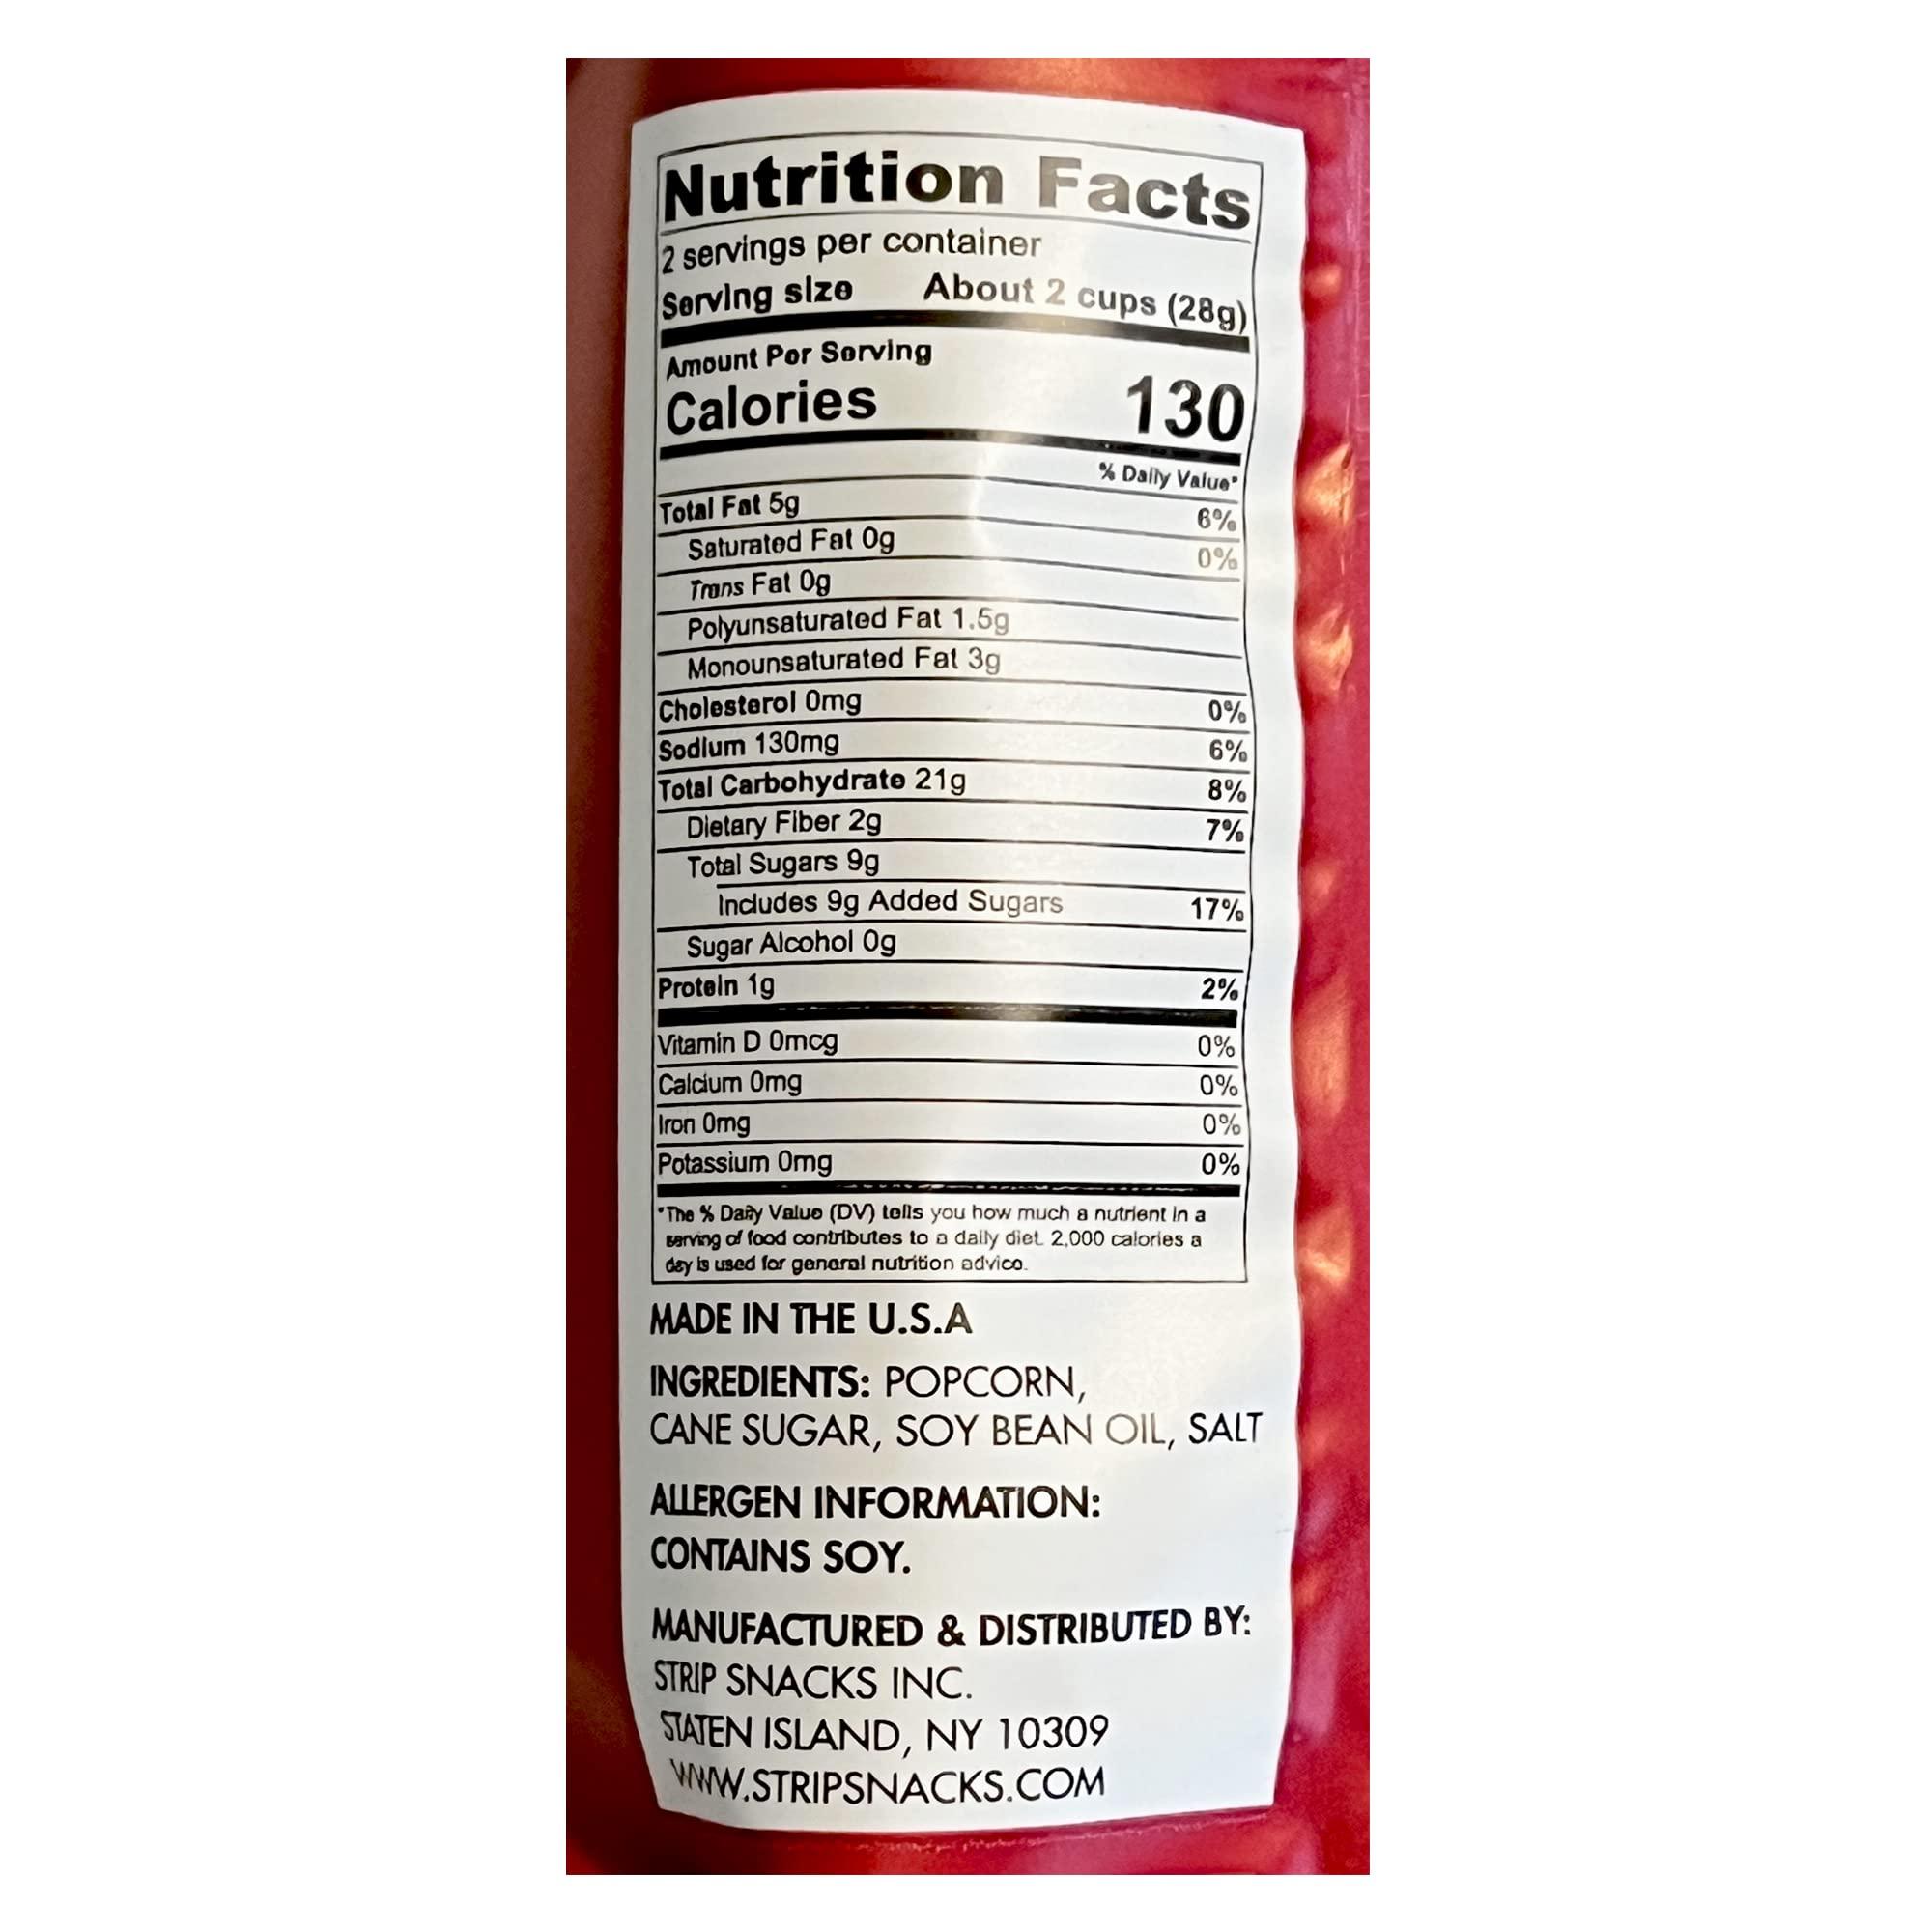 Nutrition Facts
2 servings per container
Serving size About 2 cups (28g)
Amount Per Serving
Calories 130
% Daily Value*
Total Fat 5g 6%
Saturated Fat 0g 0%
Trans Fat 0g
Polyunsaturated Fat 1.5g
Monounsaturated Fat 3g
Cholesterol 0mg 0%
Sodium 130mg 6%
Total Carbohydrate 21g 8%
Dietary Fiber 2g 7%
Total Sugars 9g
Includes 9g Added Sugars 17%
Sugar Alcohol 0g
Protein 1g 2%
Vitamin D 0mcg 0%
Calcium 0mg 0%
Iron 0mg 0%
Potassium 0mg 0%
*The % Daily Value (DV) tells you how much a nutrient in a
serving of food contributes to a daily diet. 2,000 calories a
day is used for general nutrition advice.
MADE IN THE U.S.A
INGREDIENTS: POPCORN,
CANE SUGAR, SOY BEAN OIL, SALT
ALLERGEN INFORMATION:
CONTAINS SOY.
MANUFACTURED & DISTRIBUTED BY:
STRIP SNACKS INC.
STATEN ISLAND, NY 10309
WWW.STRIPSNACKS.COM